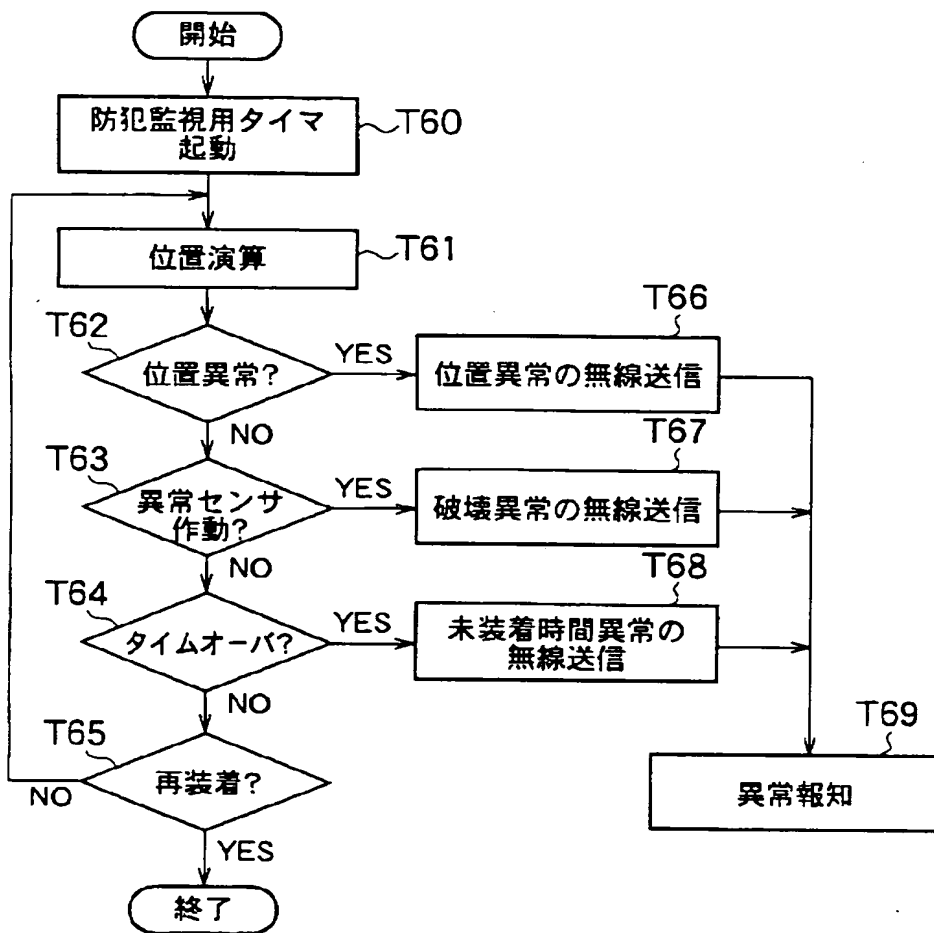 開始
防犯監視用タイマ
起動
T60
位置演算
T61
T62
位置異常?
YES
T66
位置異常の無線送信
NO
T63
異常センサ
作動?
YES
T67
破壊異常の無線送信
NO
T64
タイムオーバ?
YES
T68
未装着時間異常の
無線送信
NO
T65
再装着?
NO
T69
異常報知
YES
終了